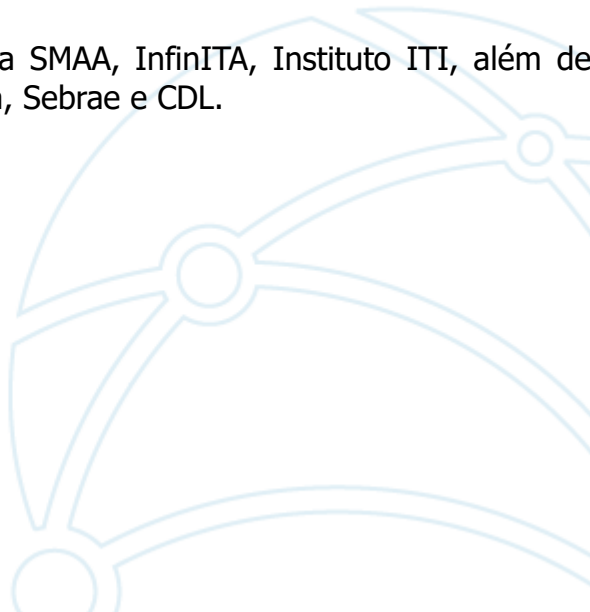 a SMAA, InfinITA, Instituto ITI, além de
, Sebrae e CDL.